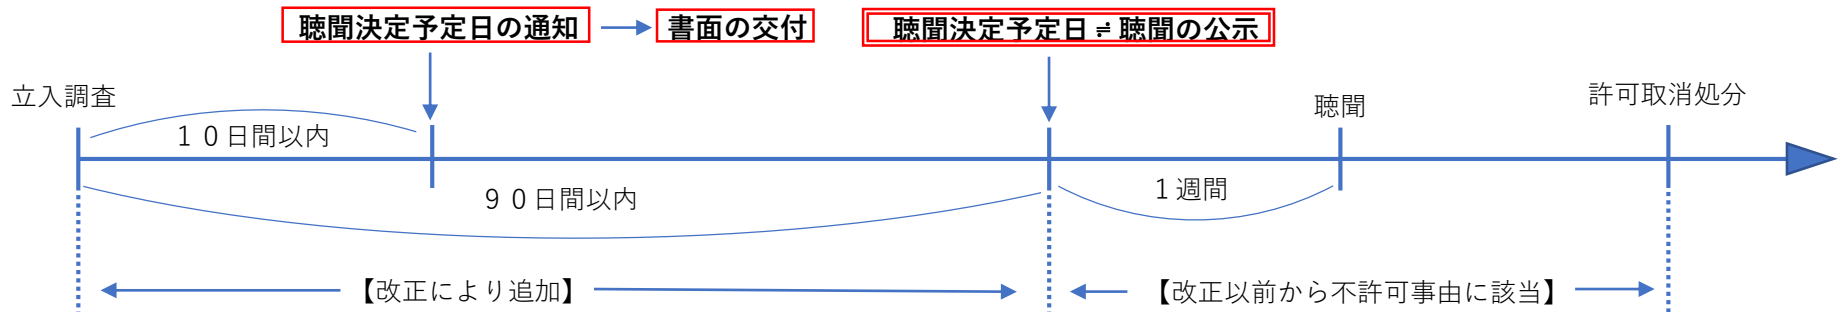 聴聞決定予定日の通知
書面の交付
聴聞決定予定日≓聴聞の公示
立入調査
聴聞
許可取消処分
１０日間以内
９０日間以内
１週間
【改正により追加】
【改正以前から不許可事由に該当】